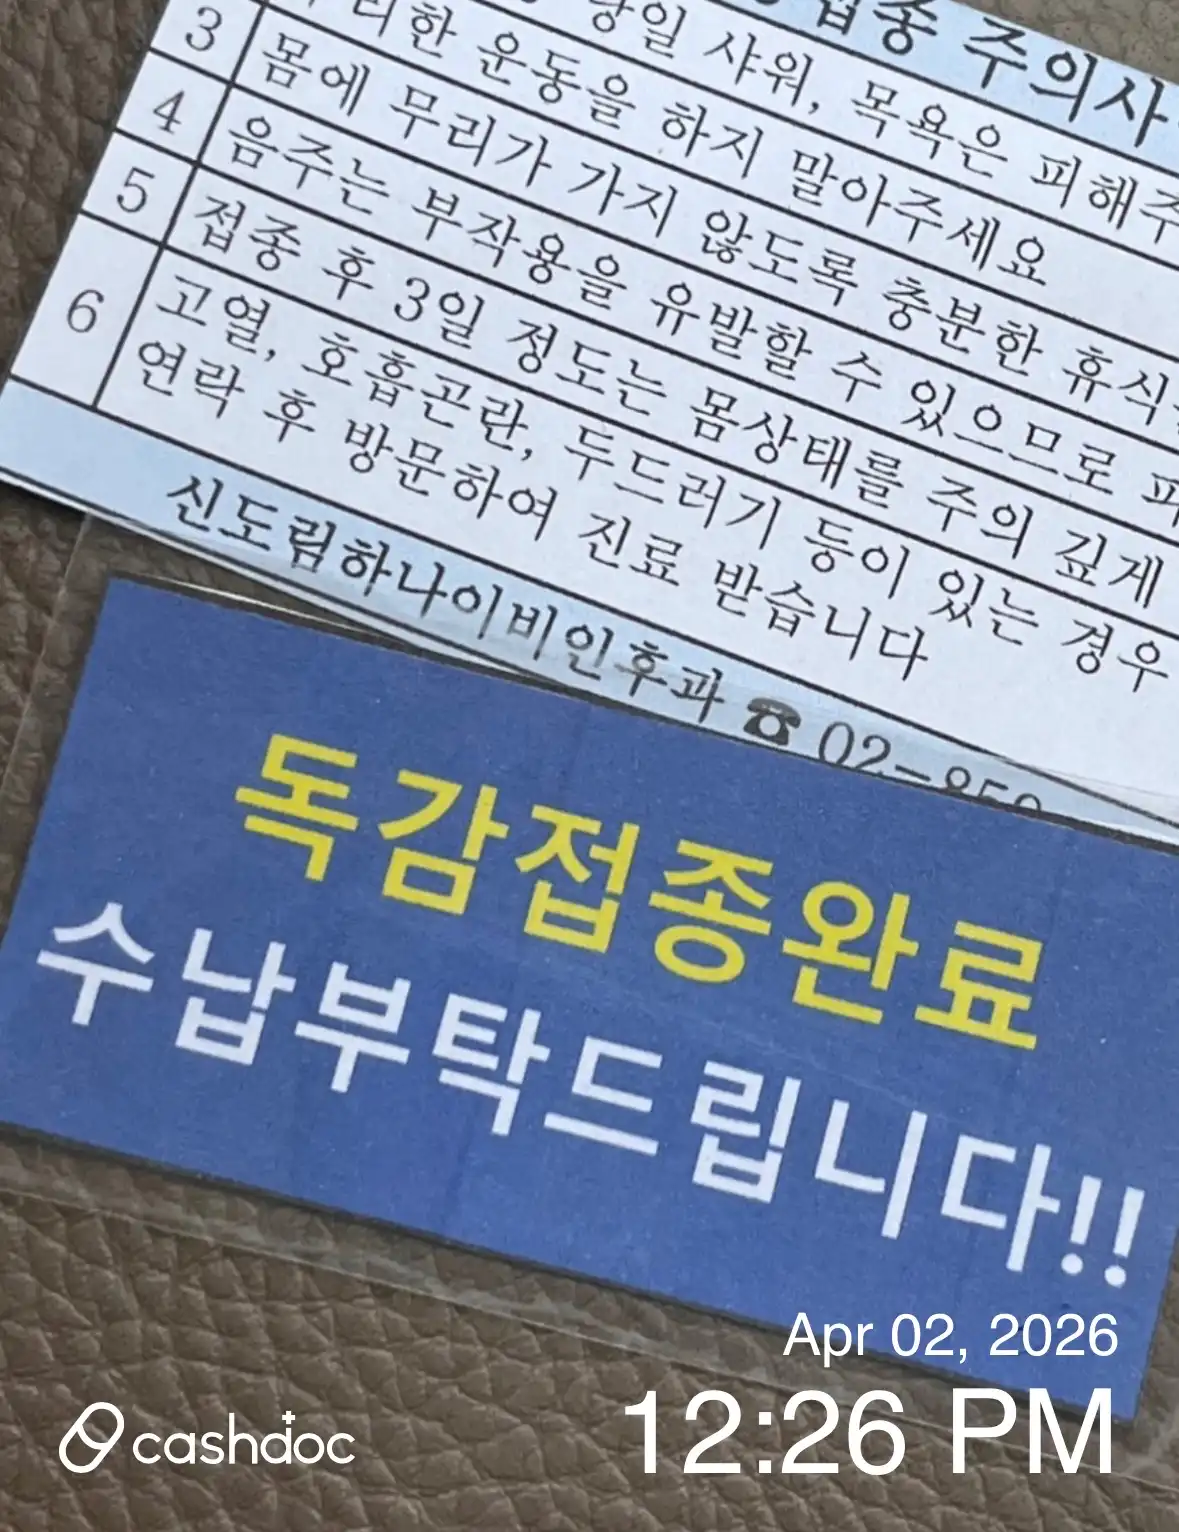 접종 주의사
당일 샤워, 목욕은 피해주
3 무리한 운동을 하지 말아주세요
4 몸에 무리가 가지 않도록 충분한 휴식
5 음주는 부작용을 유발할 수 있으므로 피
접종 후 3일 정도는 몸상태를 주의 깊게
6 고열, 호흡곤란, 두드러기 등이 있는 경우
연락 후 방문하여 진료 받습니다
신도림하나이비인후과 ☎ 02-850
독감접종완료
수납부탁드립니다!!
Apr 02, 2026
12:26 PM
cashdoc